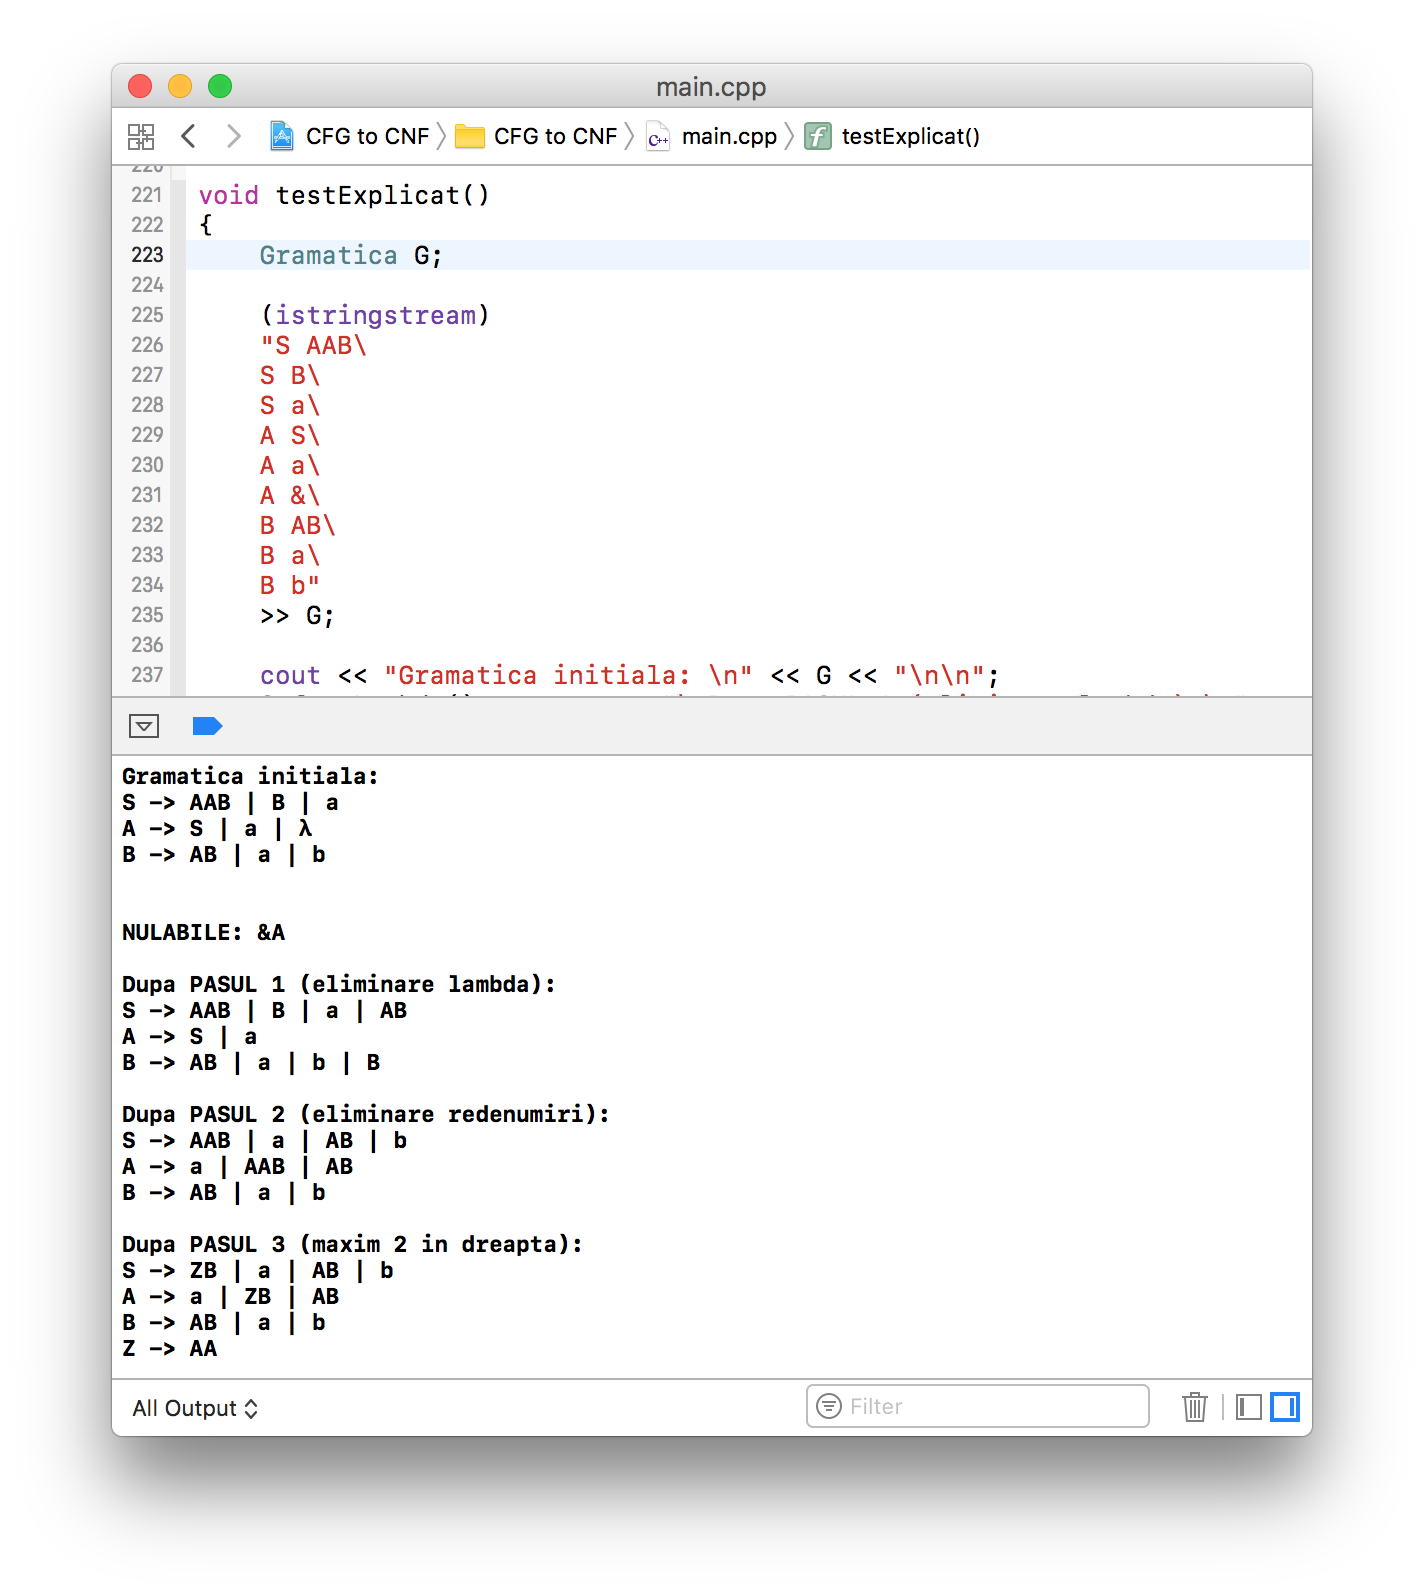 main.cpp
CFG to CNF CFG to CNF main.cpp testExplicat()
220
221 void testExplicat()
222 {
223 Gramatica G;
224
225 (istringstream)
226 "S AAB\
227 S B\
228 S a\
229 A S\
230 A a\
231 A &\
232 B AB\
233 B a\
234 B b"
235 >> G;
236
237 cout << "Gramatica initiala: \n" << G << "\n\n";
Gramatica initiala:
S -> AAB | B | a
A -> S | a | λ
B -> AB | a | b
NULABILE: &A
Dupa PASUL 1 (eliminare lambda):
S -> AAB | B | a | AB
A -> S | a
B -> AB | a | b | B
Dupa PASUL 2 (eliminare redenumiri):
S -> AAB | a | AB | b
A -> a | AAB | AB
B -> AB | a | b
Dupa PASUL 3 (maxim 2 in dreapta):
S -> ZB | a | AB | b
A -> a | ZB | AB
B -> AB | a | b
Z -> AA
All Output Filter